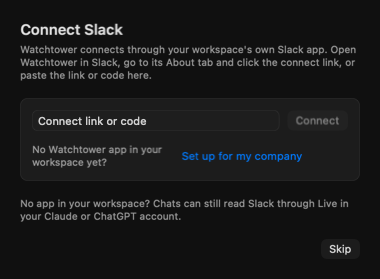 Connect Slack
Watchtower connects through your workspace's own Slack app. Open
Watchtower in Slack, go to its About tab and click the connect link, or
paste the link or code here.
Connect link or code
Connect
No Watchtower app in your
workspace yet?
Set up for my company
No app in your workspace? Chats can still read Slack through Live in
your Claude or ChatGPT account.
Skip